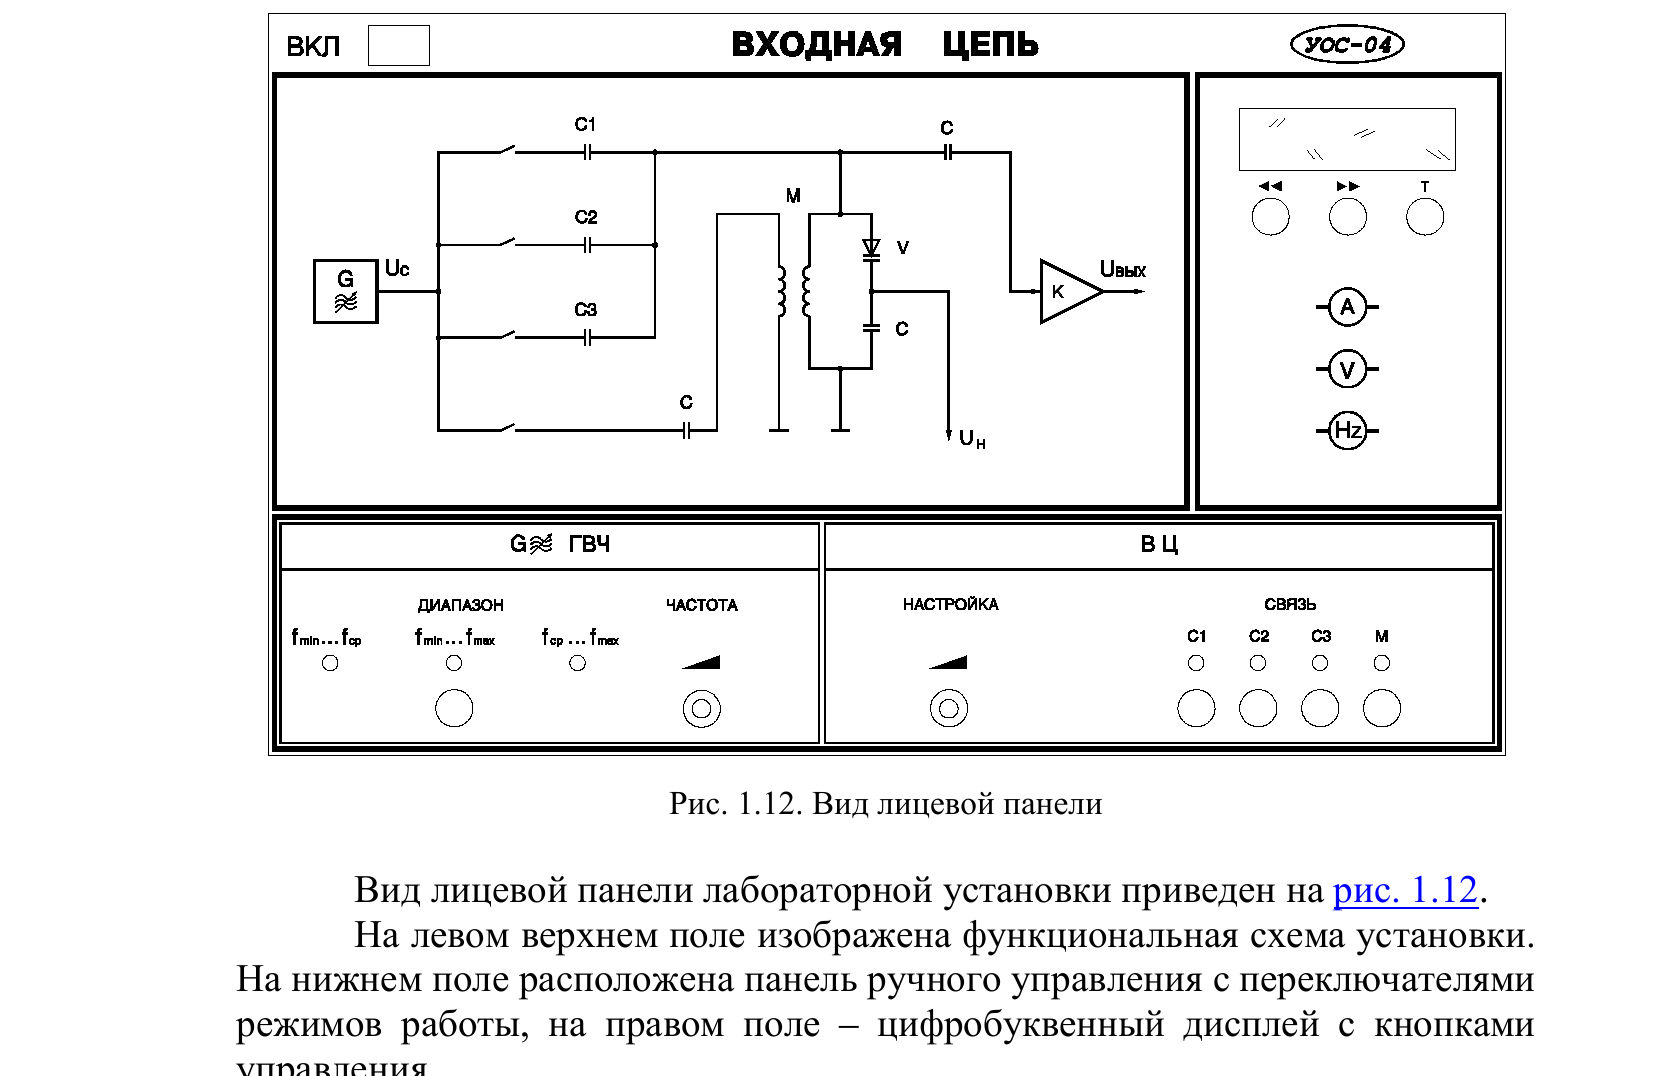 ВКЛ
ВХОДНАЯ ЦЕПЬ
УОС-04
C1
C
M
C2
V
G
Uс
C3
C
K
Uвых
C
Uн
T
A
V
Hz
G ГВЧ
ВЦ
ДИАПАЗОН
ЧАСТОТА
НАСТРОЙКА
СВЯЗЬ
fmin...fср
fmin...fmax
fср...fmax
C1 C2 C3 M
Рис. 1.12. Вид лицевой панели
Вид лицевой панели лабораторной установки приведен на рис. 1.12.
На левом верхнем поле изображена функциональная схема установки.
На нижнем поле расположена панель ручного управления с переключателями
режимов работы, на правом поле – цифробуквенный дисплей с кнопками
управления.